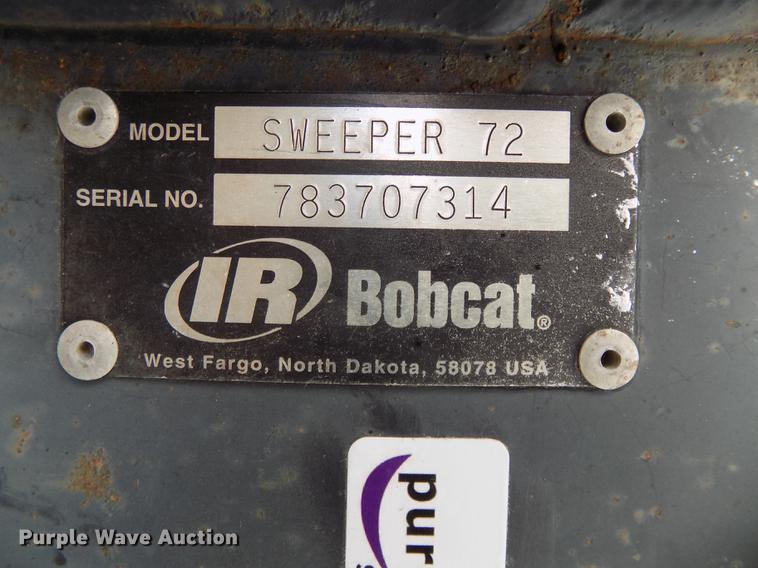 MODEL SWEEPER 72
SERIAL NO. 783707314
IR Bobcat®
West Fargo, North Dakota, 58078 USA
pur
Purple Wave Auction